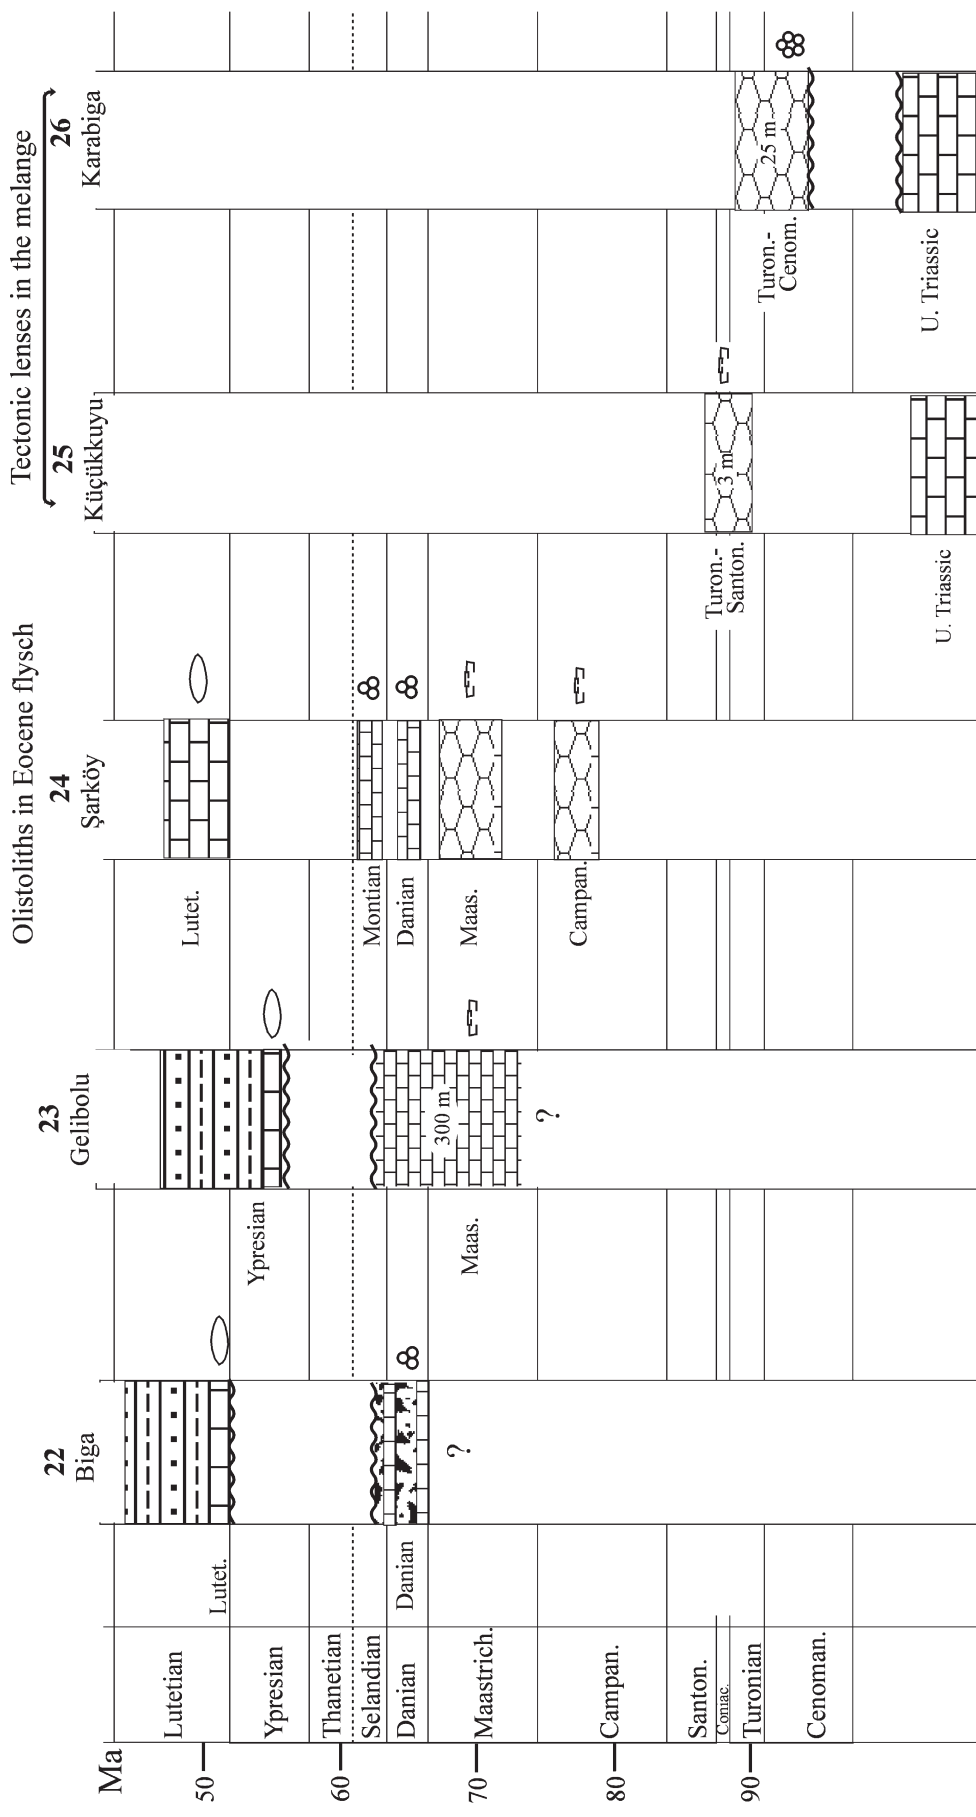 Olistoliths in Eocene flysch
Tectonic lenses in the melange
22
Biga
23
Gelibolu
24
Şarköy
25
Küçükkuyu
26
Karabiga
Ma
50
60
70
80
90
Lutetian
Ypresian
Thanetian
Selandian
Danian
Maastrich.
Campan.
Santon.
Coniac.
Turonian
Cenoman.
Lutet.
Danian
?
Ypresian
Maas.
300 m
?
Lutet.
Montian
Danian
Maas.
Campan.
Turon.-
Santon.
3 m
U. Triassic
Turon.-
Cenom.
25 m
U. Triassic